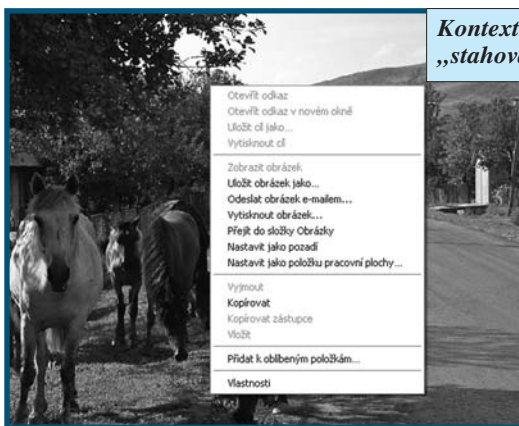 Kontext
„stahov
Otevřít odkaz
Otevřít odkaz v novém okně
Uložit cíl jako...
Vytisknout cíl
Zobrazit obrázek
Uložit obrázek jako...
Odeslat obrázek e-mailem...
Vytisknout obrázek...
Přejít do složky Obrázky
Nastavit jako pozadí
Nastavit jako položku pracovní plochy...
Vyjmout
Kopírovat
Kopírovat zástupce
Vložit
Přidat k oblíbeným položkám...
Vlastnosti